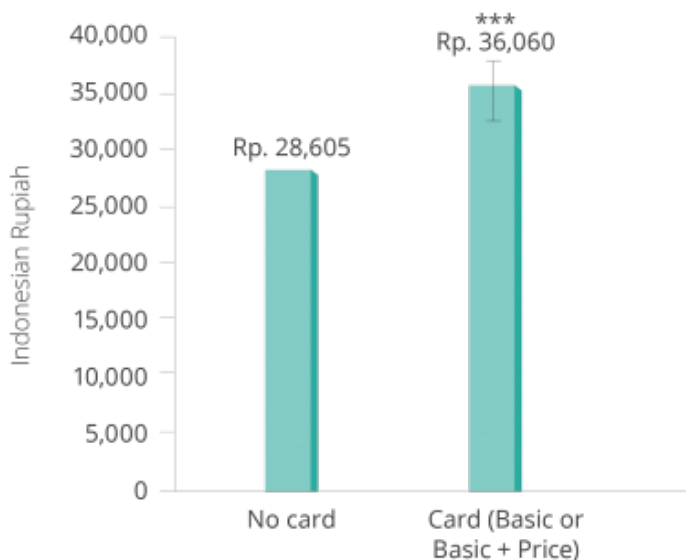 Indonesian Rupiah
40,000
35,000
30,000
25,000
20,000
15,000
10,000
5,000
0
Rp. 28,605
***
Rp. 36,060
No card
Card (Basic or
Basic + Price)